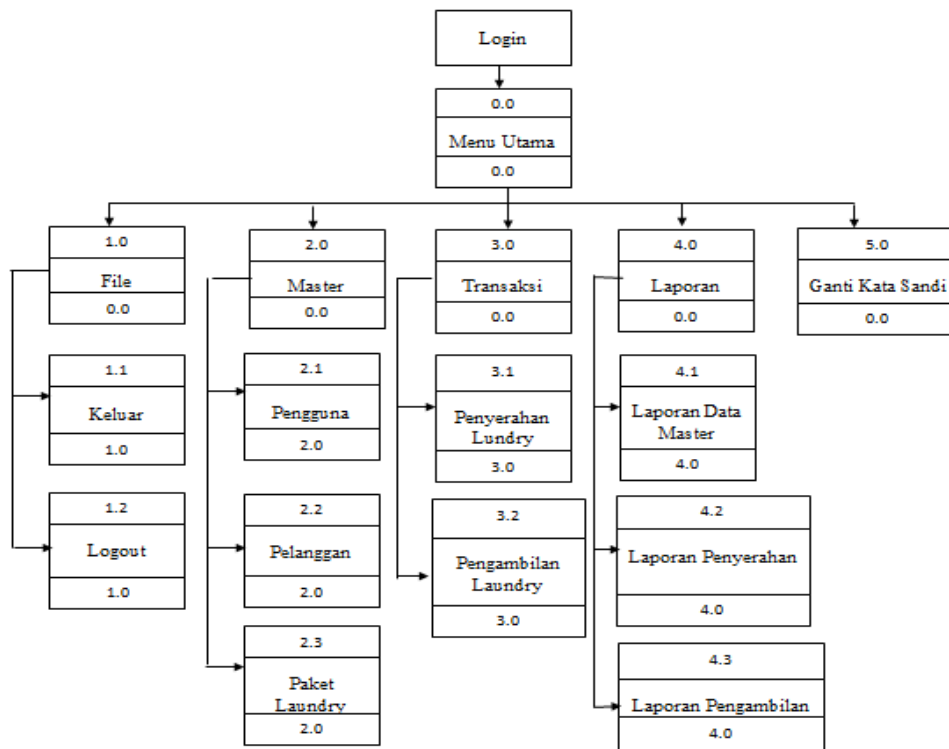 Login
0.0
Menu Utama
0.0
1.0
File
0.0
2.0
Master
0.0
3.0
Transaksi
0.0
4.0
Laporan
0.0
5.0
Ganti Kata Sandi
0.0
1.1
Keluar
1.0
2.1
Pengguna
2.0
3.1
Penyerahan
Lundry
3.0
4.1
Laporan Data
Master
4.0
1.2
Logout
1.0
2.2
Pelanggan
2.0
3.2
Pengambilan
Laundry
3.0
4.2
Laporan Penyerahan
4.0
2.3
Paket
Laundry
2.0
4.3
Laporan Pengambilan
4.0